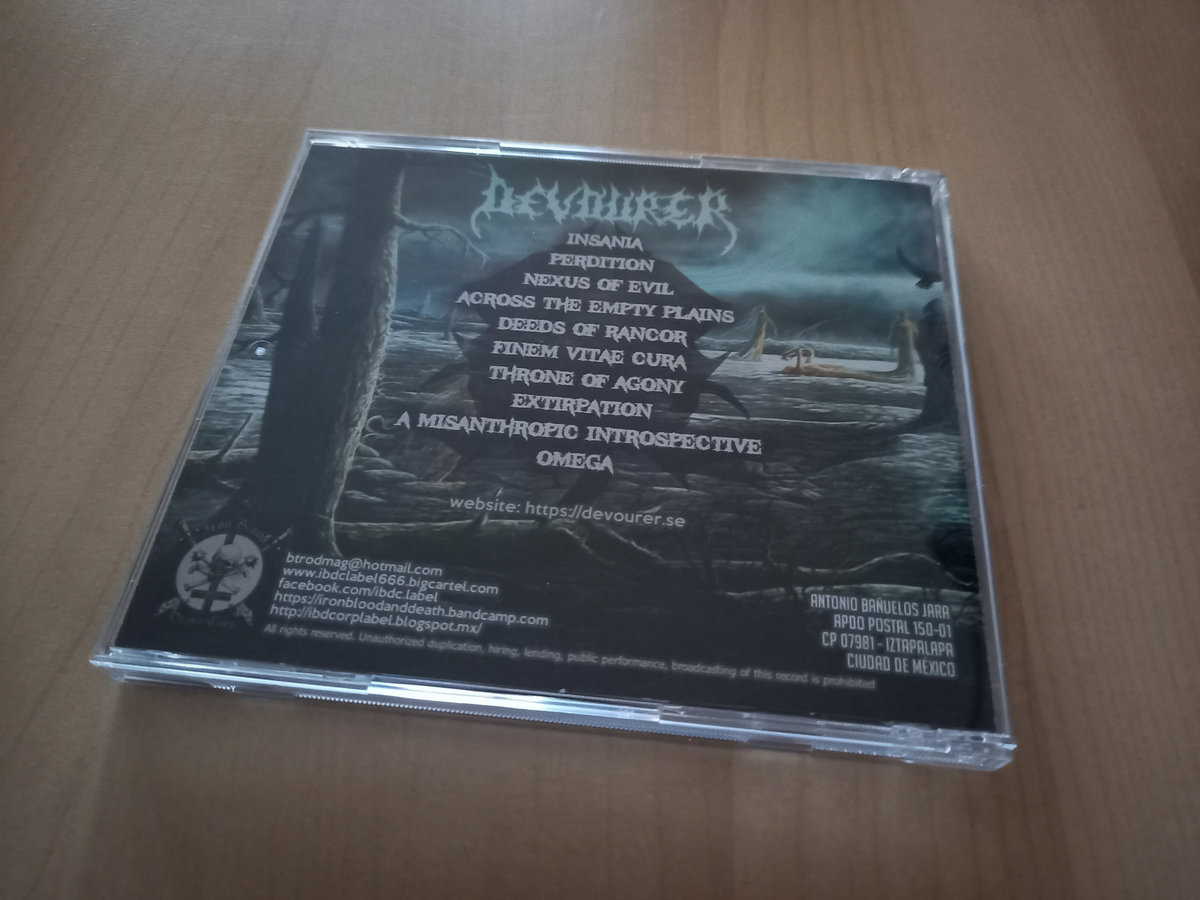 DEVOURER
INSANIA
PERDITION
NEXUS OF EVIL
ACROSS THE EMPTY PLAINS
DEEDS OF RANCOR
FINEM VITAE CURA
THRONE OF AGONY
EXTIRPATION
A MISANTHROPIC INTROSPECTIVE
OMEGA
website: https://devourer.se
Iron Blood
btrodmag@hotmail.com
www.ibdclabel666.bigcartel.com
facebook.com/ibdc.label
https://ironbloodanddeath.bandcamp.com
http://ibdcorplabel.blogspot.mx/
All rights reserved. Unauthorized duplication, hiring, lending, public performance, broadcasting of this record is prohibited
ANTONIO BAÑUELOS JARA
APDO POSTAL 150-01
CP 07981 - IZTAPALAPA
CIUDAD DE MEXICO